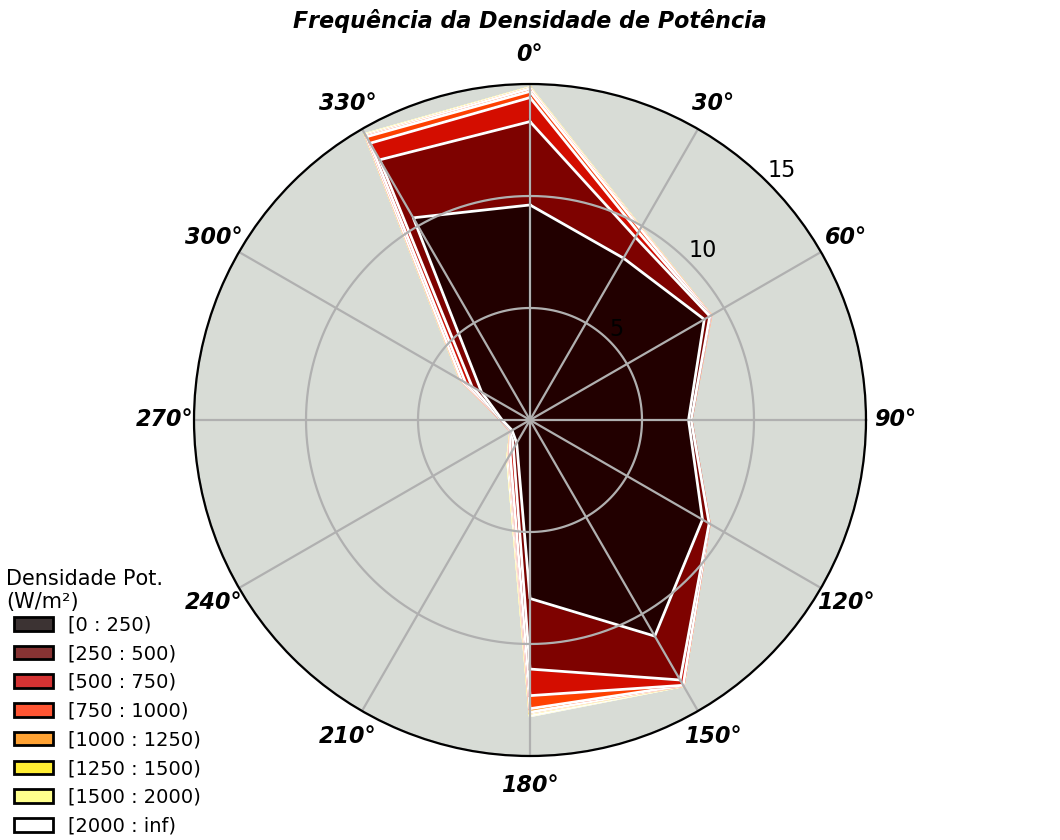 Frequência da Densidade de Potência
0°
330°
30°
15
300°
60°
10
5
270°
90°
Densidade Pot.
(W/m²)
240°
120°
[0 : 250)
[250 : 500)
[500 : 750)
[750 : 1000)
210°
150°
[1000 : 1250)
[1250 : 1500)
180°
[1500 : 2000)
[2000 : inf)